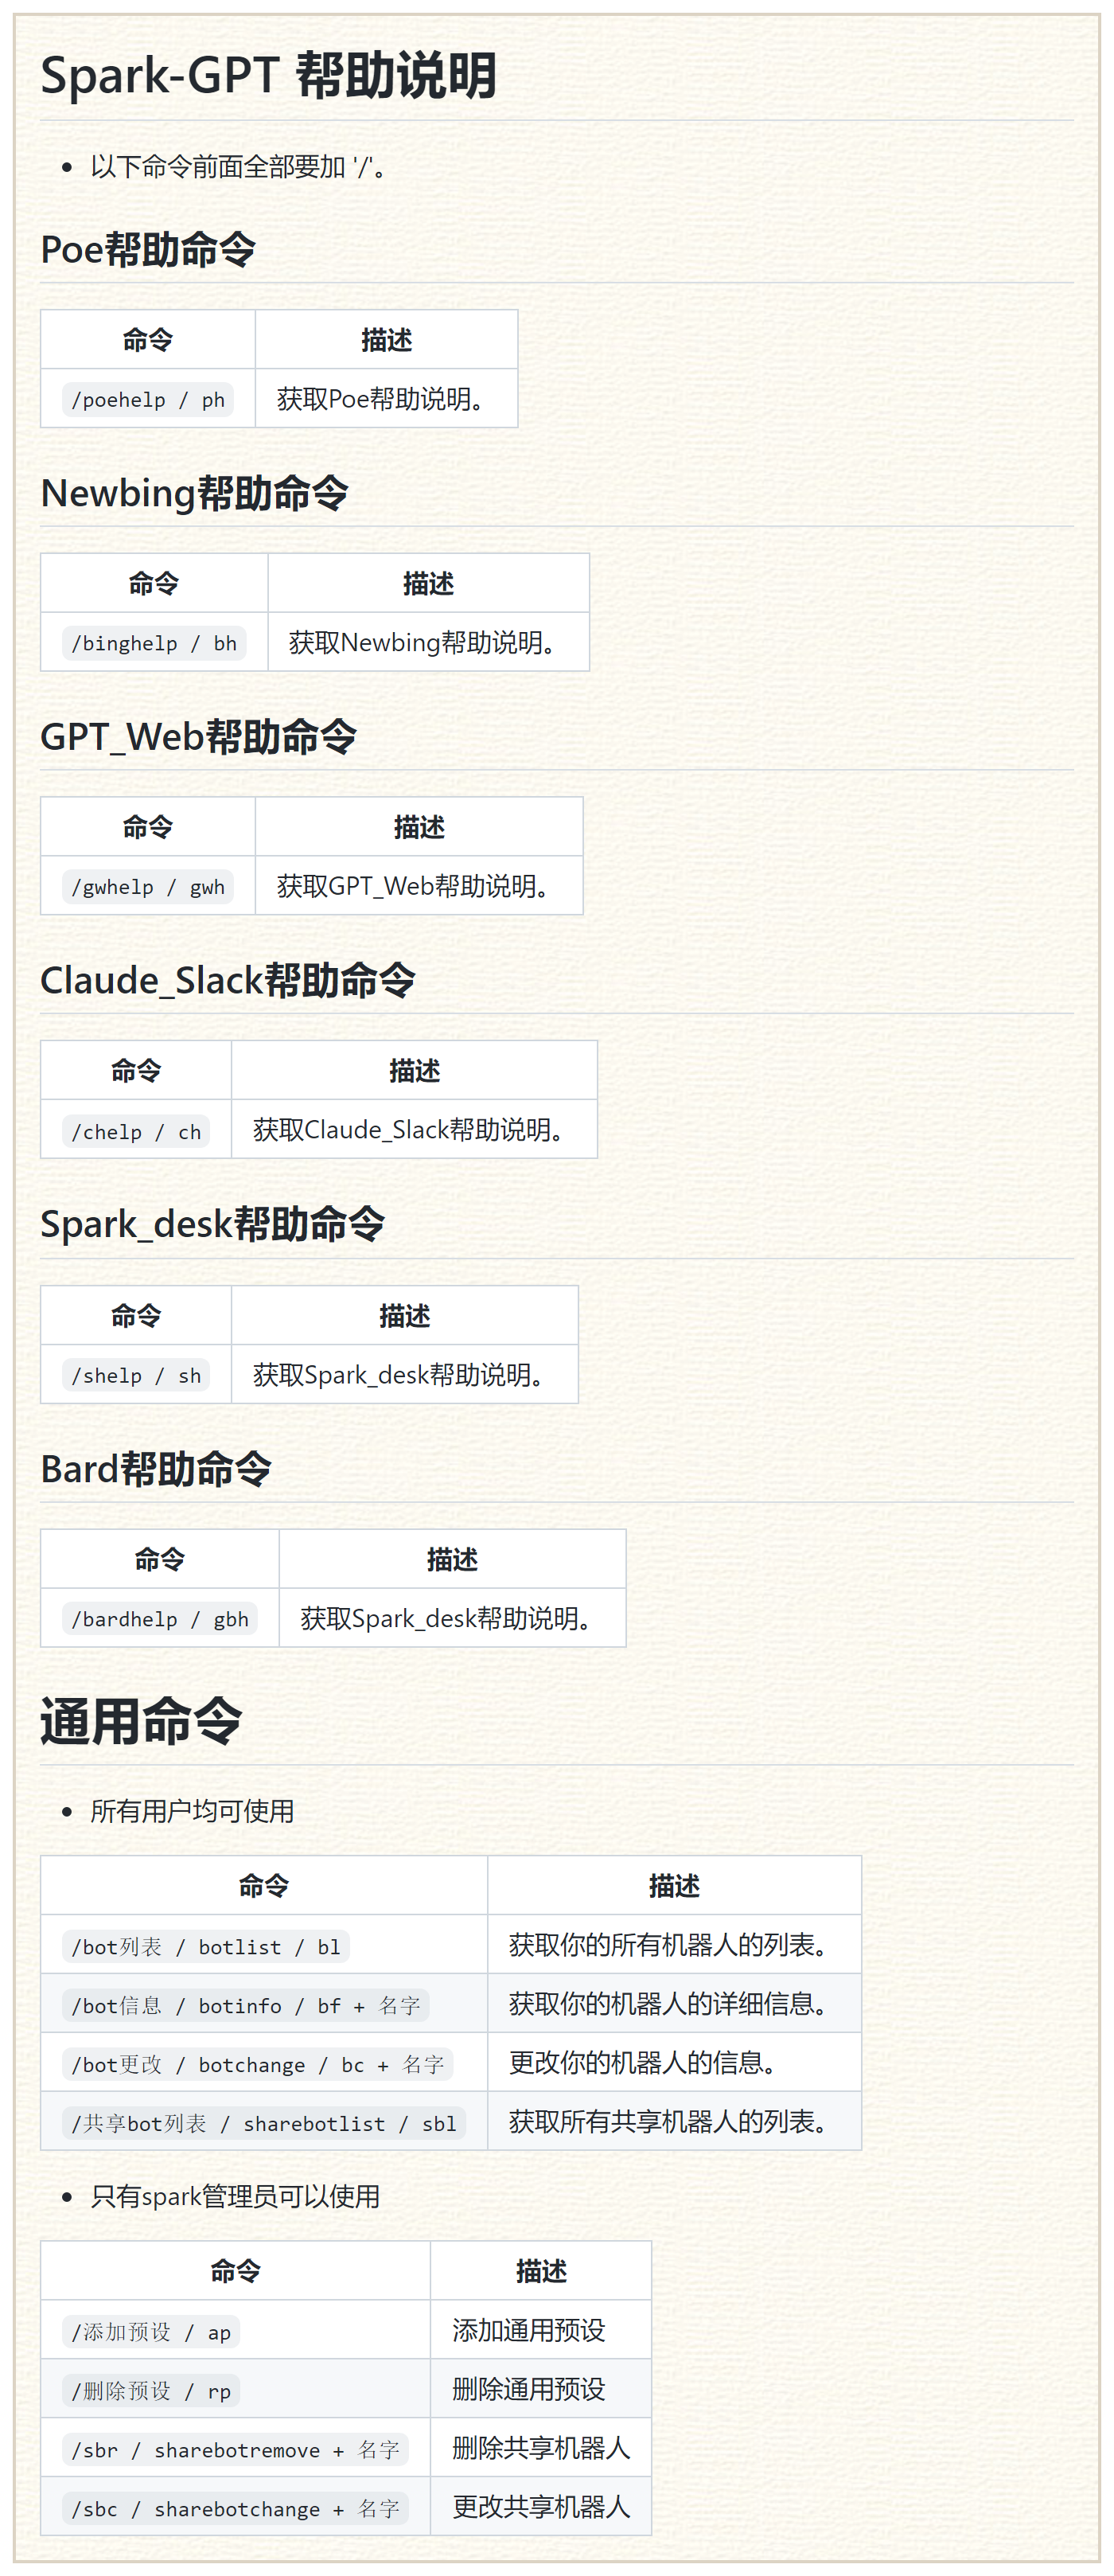 Spark-GPT 帮助说明
以下命令前面全部要加 '/'。
Poe帮助命令
命令 描述
/poehelp / ph 获取Poe帮助说明。
Newbing帮助命令
命令 描述
/binghelp / bh 获取Newbing帮助说明。
GPT_Web帮助命令
命令 描述
/gwhelp / gwh 获取GPT_Web帮助说明。
Claude_Slack帮助命令
命令 描述
/chelp / ch 获取Claude_Slack帮助说明。
Spark_desk帮助命令
命令 描述
/shelp / sh 获取Spark_desk帮助说明。
Bard帮助命令
命令 描述
/bardhelp / gbh 获取Spark_desk帮助说明。
通用命令
所有用户均可使用
命令 描述
/bot列表 / botlist / bl 获取你的所有机器人的列表。
/bot信息 / botinfo / bf + 名字 获取你的机器人的详细信息。
/bot更改 / botchange / bc + 名字 更改你的机器人的信息。
/共享bot列表 / sharebotlist / sbl 获取所有共享机器人的列表。
只有spark管理员可以使用
命令 描述
/添加预设 / ap 添加通用预设
/删除预设 / rp 删除通用预设
/sbr / sharebotremove + 名字 删除共享机器人
/sbc / sharebotchange + 名字 更改共享机器人